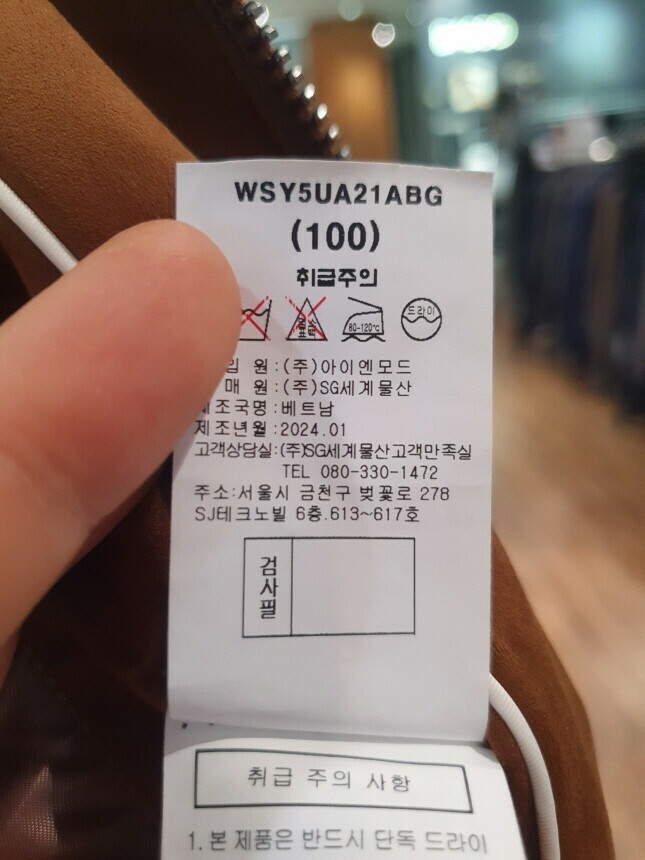 WSY5UA21ABG
(100)
취급주의
80-120℃ 드라이
입 원:(주)아이엔모드
매 원:(주)SG세계물산
제조국명:베트남
제조년월:2024.01
고객상담실:(주)SG세계물산고객만족실
TEL 080-330-1472
주소:서울시 금천구 벚꽃로 278
SJ테크노빌 6층.613~617호
검사필
취급 주의 사항
1. 본 제품은 반드시 단독 드라이